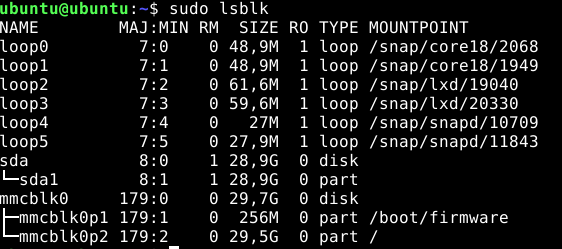 ubuntu@ubuntu:~$ sudo lsblk
NAME        MAJ:MIN RM  SIZE RO TYPE MOUNTPOINT
loop0         7:0    0 48,9M  1 loop /snap/core18/2068
loop1         7:1    0 48,9M  1 loop /snap/core18/1949
loop2         7:2    0 61,6M  1 loop /snap/lxd/19040
loop3         7:3    0 59,6M  1 loop /snap/lxd/20330
loop4         7:4    0   27M  1 loop /snap/snapd/10709
loop5         7:5    0 27,9M  1 loop /snap/snapd/11843
sda           8:0    1 28,9G  0 disk
└─sda1        8:1    1 28,9G  0 part
mmcblk0     179:0    0 29,7G  0 disk
├─mmcblk0p1 179:1    0  256M  0 part /boot/firmware
└─mmcblk0p2 179:2    0 29,5G  0 part /